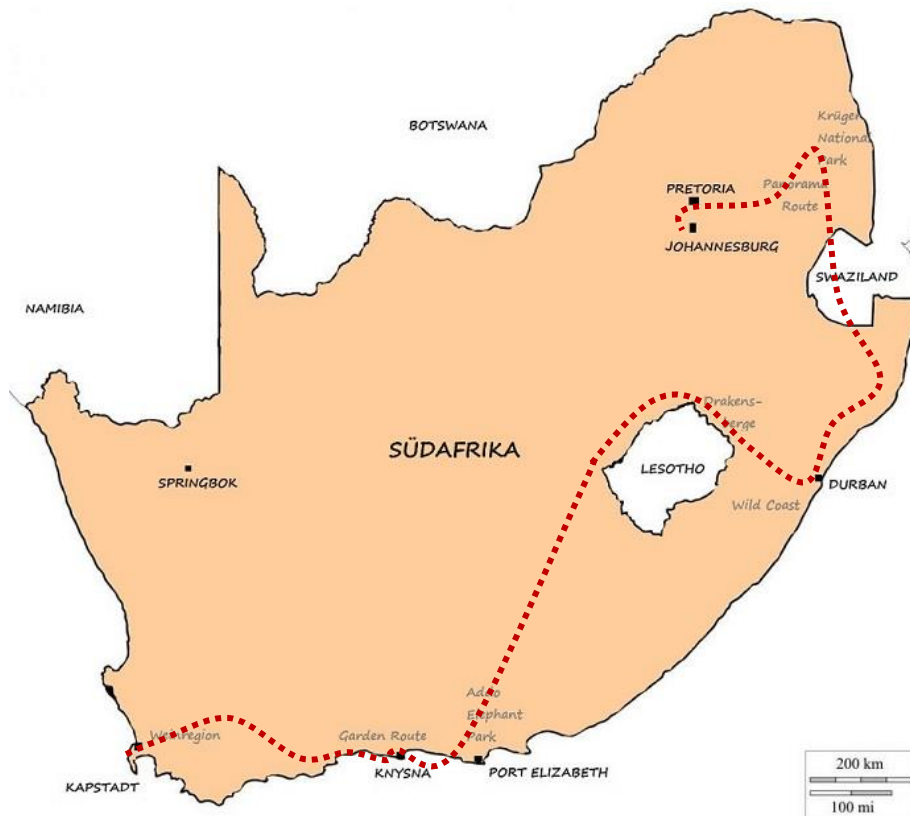 BOTSWANA
Krüger
National
Park
PRETORIA
Panorama
Route
JOHANNESBURG
SWAZILAND
NAMIBIA
Drakens-
berge
SÜDAFRIKA
LESOTHO
SPRINGBOK
DURBAN
Wild Coast
Addo
Elephant
Park
Weinregion
Garden Route
KAPSTADT
KNYSNA
PORT ELIZABETH
200 km
100 mi